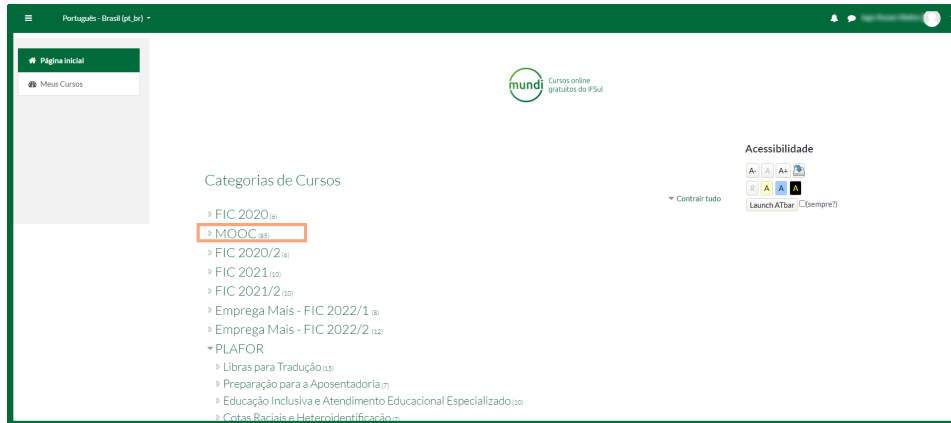 Português - Brasil (pt_br)
Página inicial
Meus Cursos
mundi
Cursos online
gratuitos do IFSul
Acessibilidade
A- A A+
R A A A
Launch ATbar (sempre?)
Categorias de Cursos
Contrair tudo
FIC 2020 (6)
MOOC (65)
FIC 2020/2 (6)
FIC 2021 (10)
FIC 2021/2 (10)
Emprega Mais - FIC 2022/1 (8)
Emprega Mais - FIC 2022/2 (12)
PLAFOR
Libras para Tradução (15)
Preparação para a Aposentadoria (7)
Educação Inclusiva e Atendimento Educacional Especializado (10)
Cotas Raciais e Heteroidentificação (7)